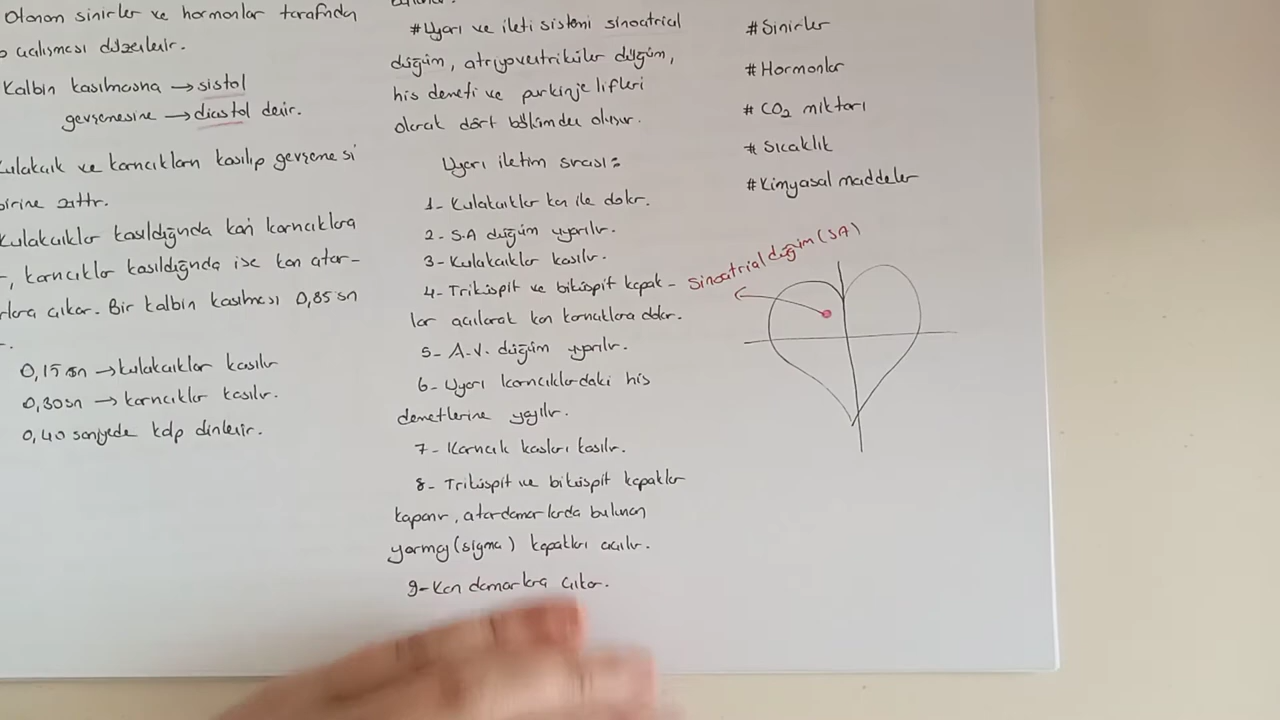 Otonom sinirler ve hormonlar tarafından
çalışması düzenlenir.
Kalbin kasılmasına → sistol
gevşemesine → diastol denir.
Kulakçık ve karıncıkların kasılıp gevşemesi
birine zıttır.
Kulakçıklar kasıldığında kan karıncıklara
, karıncıklar kasıldığında ise kan atar-
çıkar. Bir kalbin kasılması 0,85 sn
0,15 sn → kulakçıklar kasılır
0,30 sn → karıncıklar kasılır.
0,40 saniyede kalp dinlenir.
#Uyarı ve ileti sistemi sinoatrial
düğüm, atriyoventriküler düğüm,
his demeti ve purkinje lifleri
olarak dört bölümden oluşur.
Uyarı iletim sırası:
1- Kulakçıklar kan ile dolar.
2- S.A düğüm uyarılır.
3- Kulakçıklar kasılır.
4- Triküspit ve biküspit kapak-
lar açılarak kan karıncıklara dolar.
5- A.V. düğüm uyarılır.
6- Uyarı karıncıklardaki his
demetlerine yayılır.
7- Karıncık kasları kasılır.
8- Triküspit ve biküspit kapaklar
kapanır, atardamarlarda bulunan
yarımay (sigma) kapakları açılır.
9- Kan damarlara çıkar.
# Sinirler
# Hormonlar
# CO₂ miktarı
# Sıcaklık
# Kimyasal maddeler
Sinoatrial düğüm (SA)